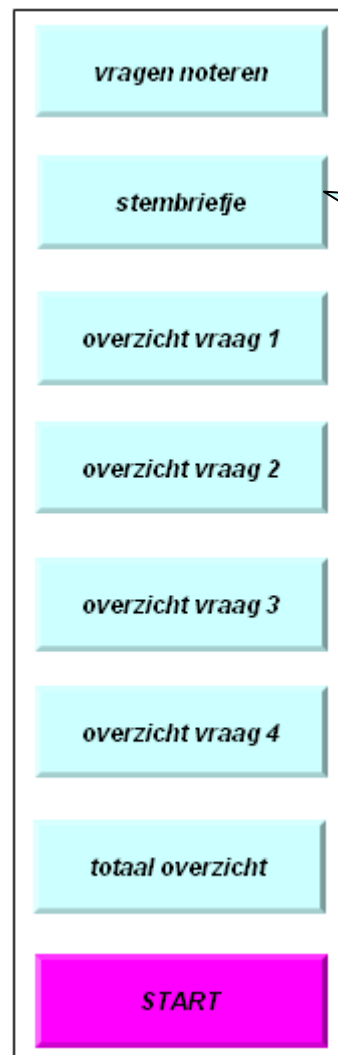 vragen noteren
stembriefje
overzicht vraag 1
overzicht vraag 2
overzicht vraag 3
overzicht vraag 4
totaal overzicht
START